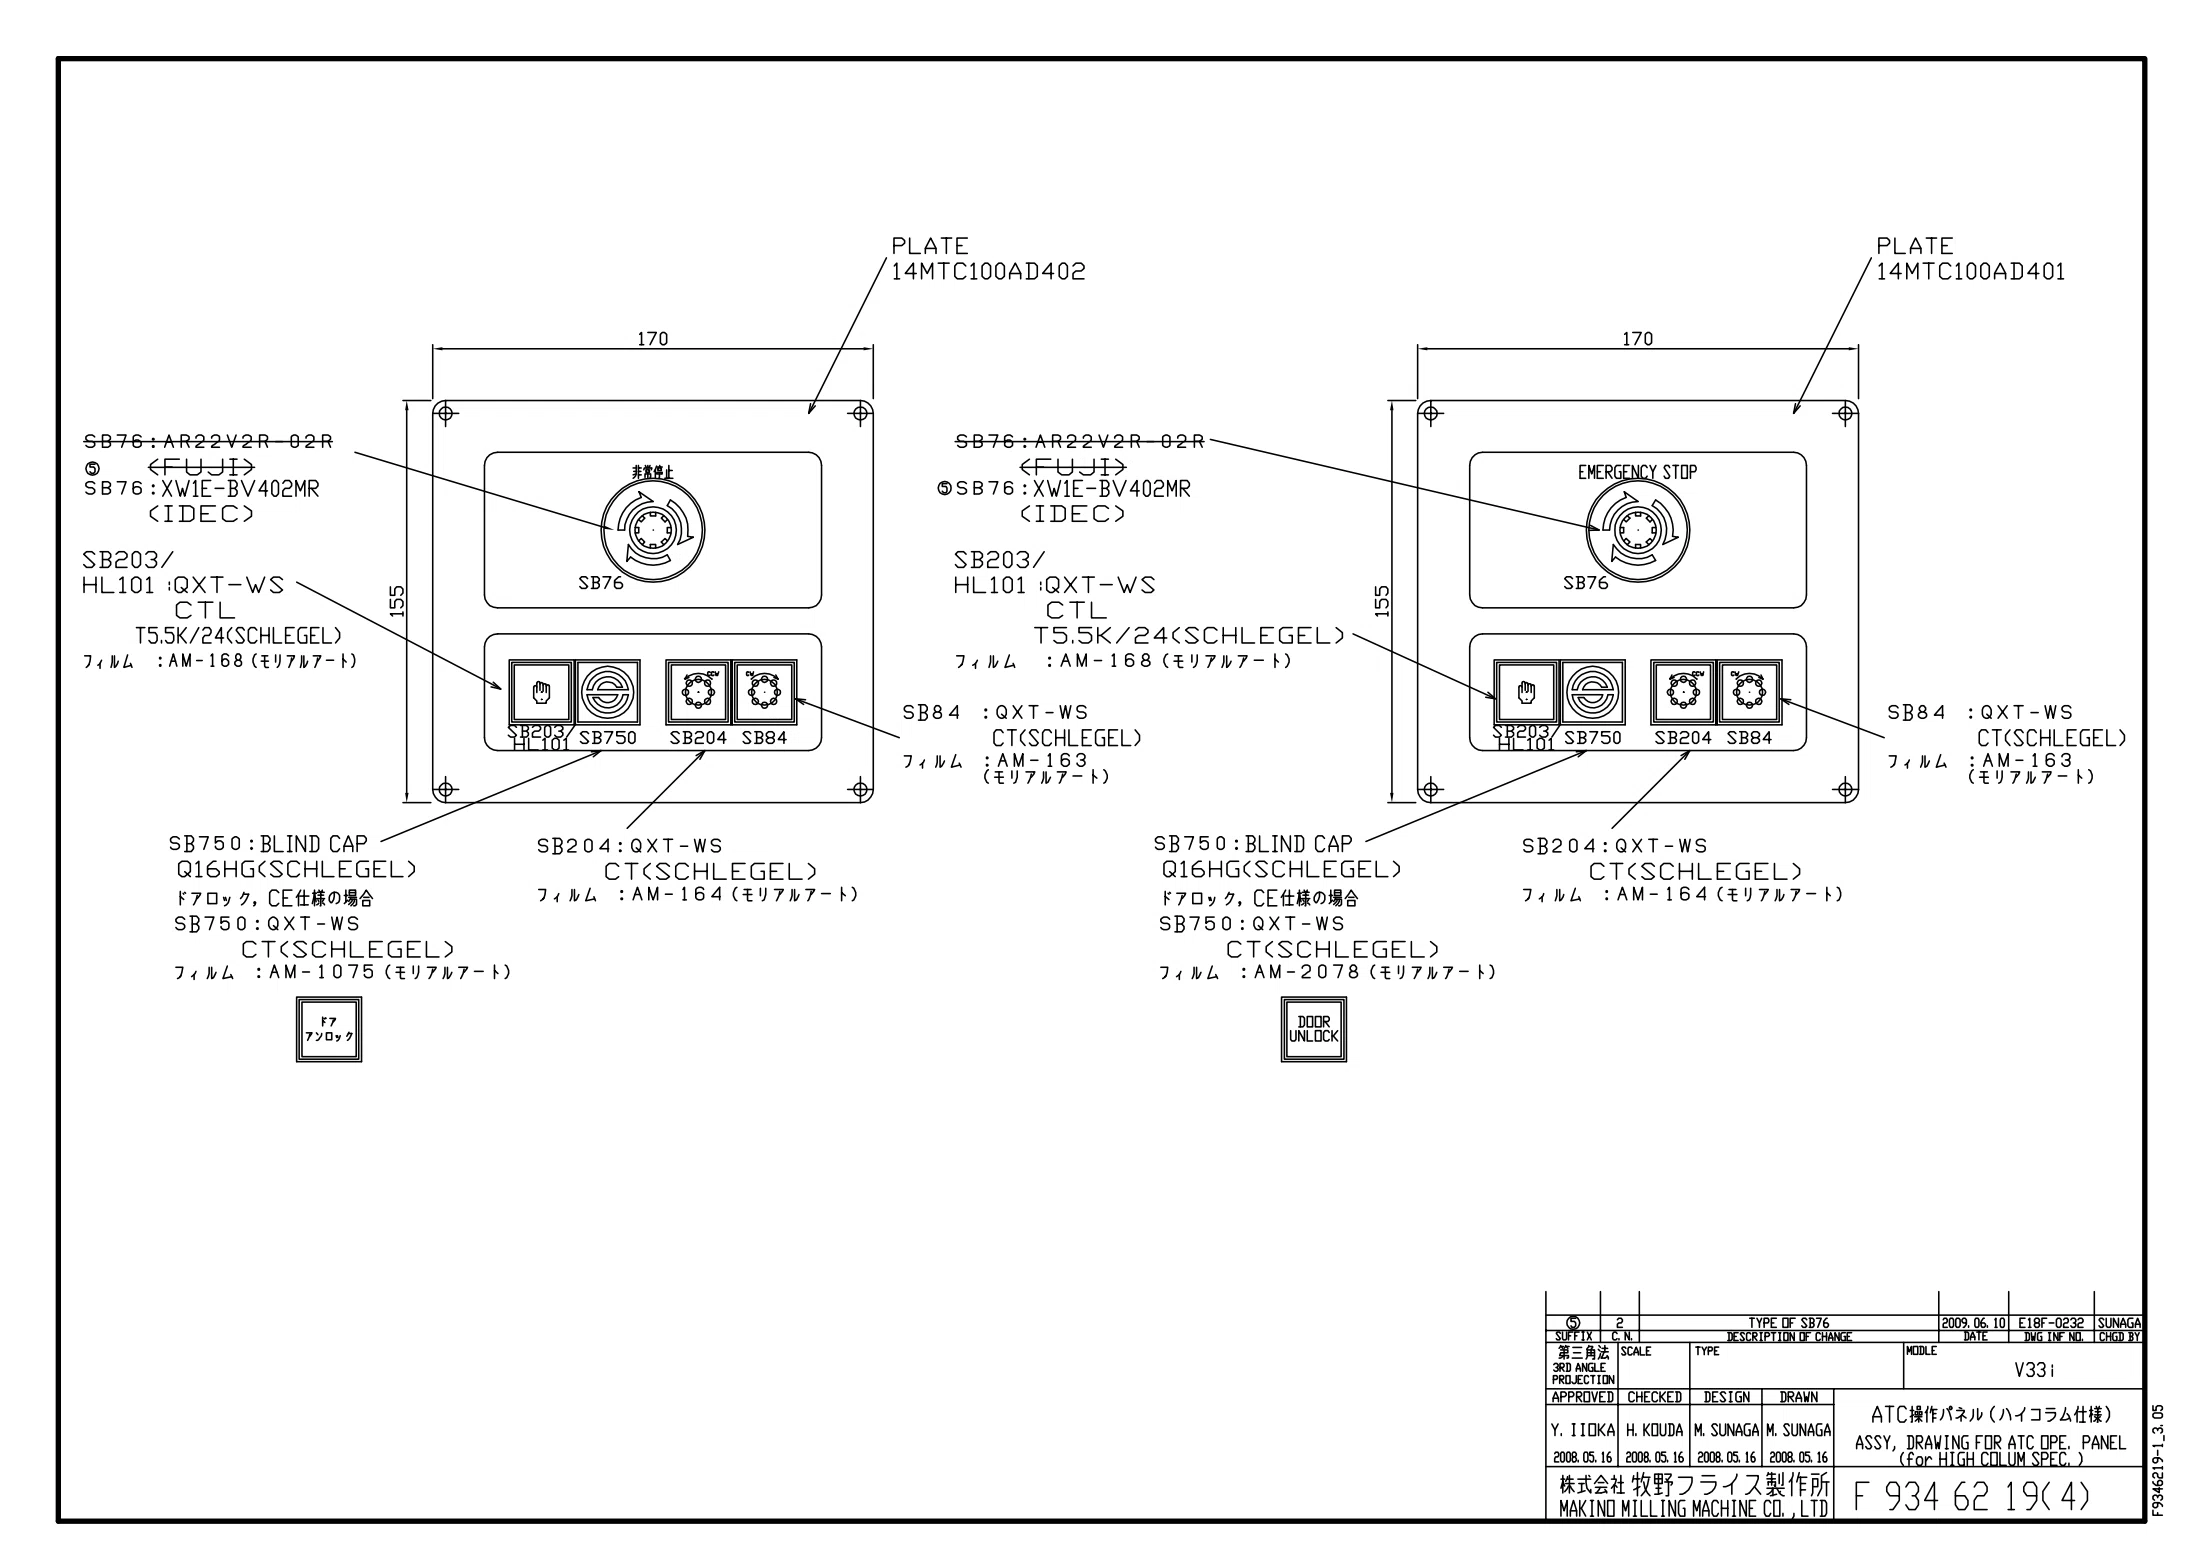 PLATE
14MTC100AD402
170
155
SB76:AR22V2R-02R
(FUJI)
⑤
SB76:XW1E-BV402MR
(IDEC)
SB203/
HL101 :QXT-WS
CTL
T5.5K/24(SCHLEGEL)
フィルム :AM-168(モリアルアート)
非常停止
SB76
CCW
CW
SB203/
HL101
SB750
SB204
SB84
SB84 :QXT-WS
CT(SCHLEGEL)
フィルム :AM-163
(モリアルアート)
SB750:BLIND CAP
Q16HG(SCHLEGEL)
ドアロック,CE仕様の場合
SB750:QXT-WS
CT(SCHLEGEL)
フィルム :AM-1075(モリアルアート)
ドア
アンロック
SB204:QXT-WS
CT(SCHLEGEL)
フィルム :AM-164(モリアルアート)
PLATE
14MTC100AD401
170
155
SB76:AR22V2R-02R
(FUJI)
⑤SB76:XW1E-BV402MR
(IDEC)
SB203/
HL101 :QXT-WS
CTL
T5.5K/24(SCHLEGEL)
フィルム :AM-168(モリアルアート)
EMERGENCY STOP
SB76
CCW
CW
SB203/
HL101
SB750
SB204
SB84
SB84 :QXT-WS
CT(SCHLEGEL)
フィルム :AM-163
(モリアルアート)
SB750:BLIND CAP
Q16HG(SCHLEGEL)
ドアロック,CE仕様の場合
SB750:QXT-WS
CT(SCHLEGEL)
フィルム :AM-2078(モリアルアート)
DOOR
UNLOCK
SB204:QXT-WS
CT(SCHLEGEL)
フィルム :AM-164(モリアルアート)
⑤ 2 TYPE OF SB76 2009.06.10 E18F-0232 SUNAGA
SUFFIX C.N. DESCRIPTION OF CHANGE DATE DWG INF NO. CHGD BY
第三角法
3RD ANGLE
PROJECTION
SCALE
TYPE
MODLE
V33i
APPROVED CHECKED DESIGN DRAWN
Y.IIOKA H.KOUDA M.SUNAGA M.SUNAGA
2008.05.16 2008.05.16 2008.05.16 2008.05.16
ATC操作パネル(ハイコラム仕様)
ASSY, DRAWING FOR ATC OPE. PANEL
(for HIGH COLUM SPEC.)
株式会社 牧野フライス製作所
MAKINO MILLING MACHINE CO.,LTD
F 934 62 19(4)
F9346219-1_3.05